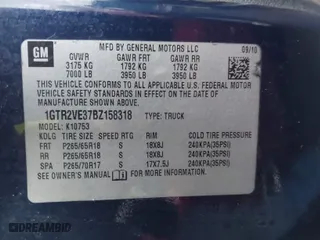 GM
MFD BY GENERAL MOTORS LLC
09/10
GVWR GAWR FRT GAWR RR
3175 KG 1792 KG 1792 KG
7000 LB 3950 LB 3950 LB
THIS VEHICLE CONFORMS TO ALL APPLICABLE U.S. FEDERAL
MOTOR VEHICLE SAFETY STANDARDS IN EFFECT ON THE DATE OF
MANUFACTURE SHOWN ABOVE.
1GTR2VE37BZ158318 TYPE: TRUCK
MODEL: K10753
KGLD TIRE SIZE SPEED RTG RIM COLD TIRE PRESSURE
FRT P265/65R18 S 18X8J 240KPA(35PSI)
RR P265/65R18 S 18X8J 240KPA(35PSI)
SPA P265/70R17 S 17X7.5J 240KPA(35PSI)
SEE OWNER'S MANUAL FOR ADDITIONAL INFORMATION.
DREAMBID